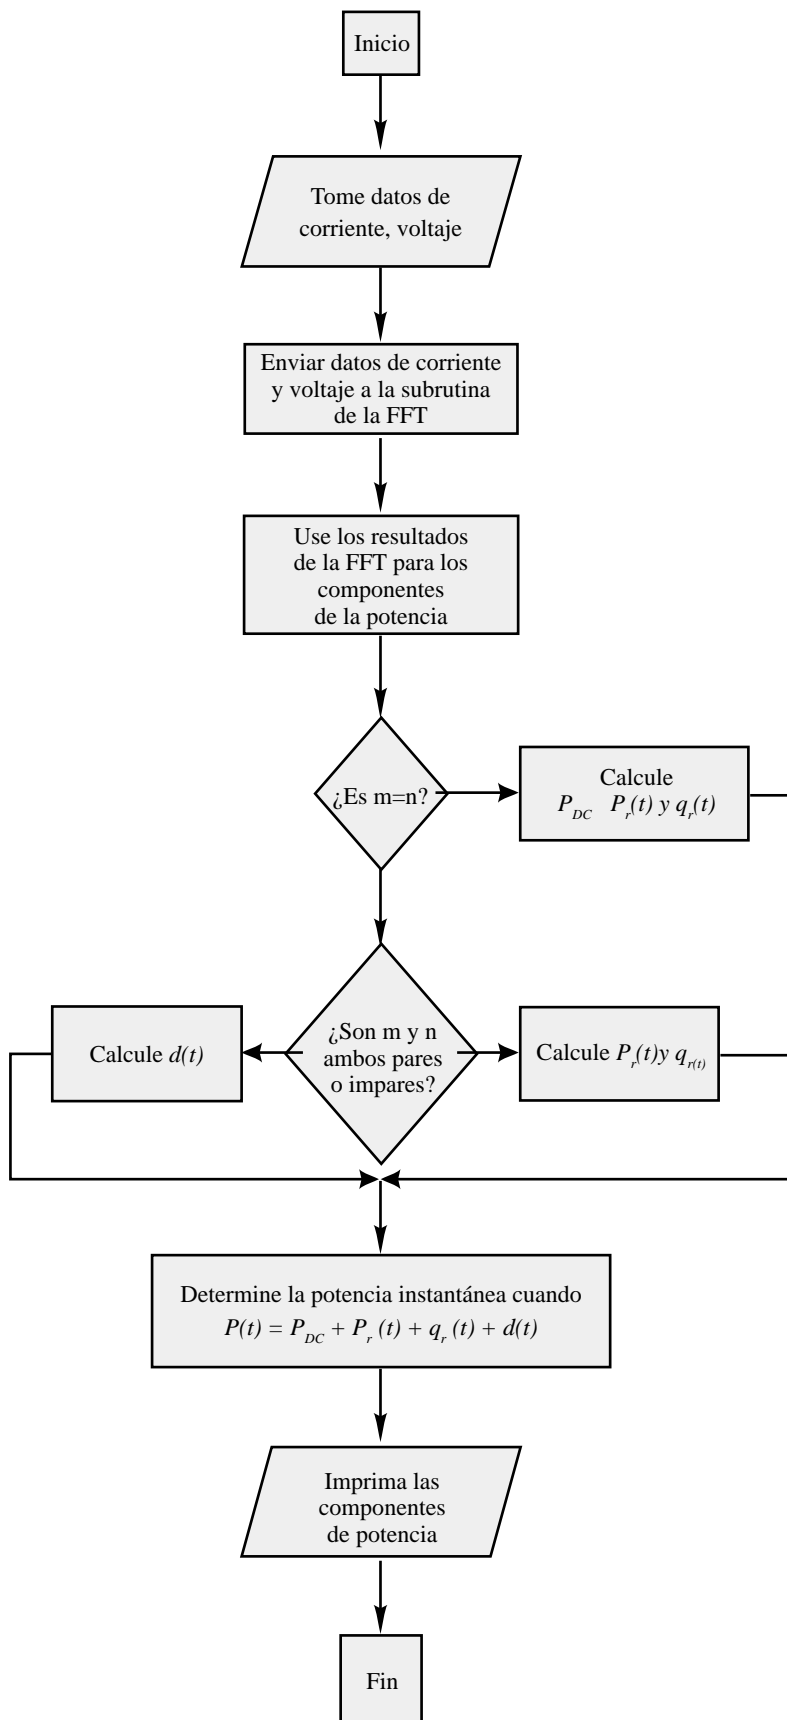 Inicio
Tome datos de
corriente, voltaje
Enviar datos de corriente
y voltaje a la subrutina
de la FFT
Use los resultados
de la FFT para los
componentes
de la potencia
¿Es m=n?
Calcule
P_DC P_r(t) y q_r(t)
¿Son m y n
ambos pares
o impares?
Calcule d(t)
Calcule P_r(t)y q_r(t)
Determine la potencia instantánea cuando
P(t) = P_DC + P_r (t) + q_r (t) + d(t)
Imprima las
componentes
de potencia
Fin